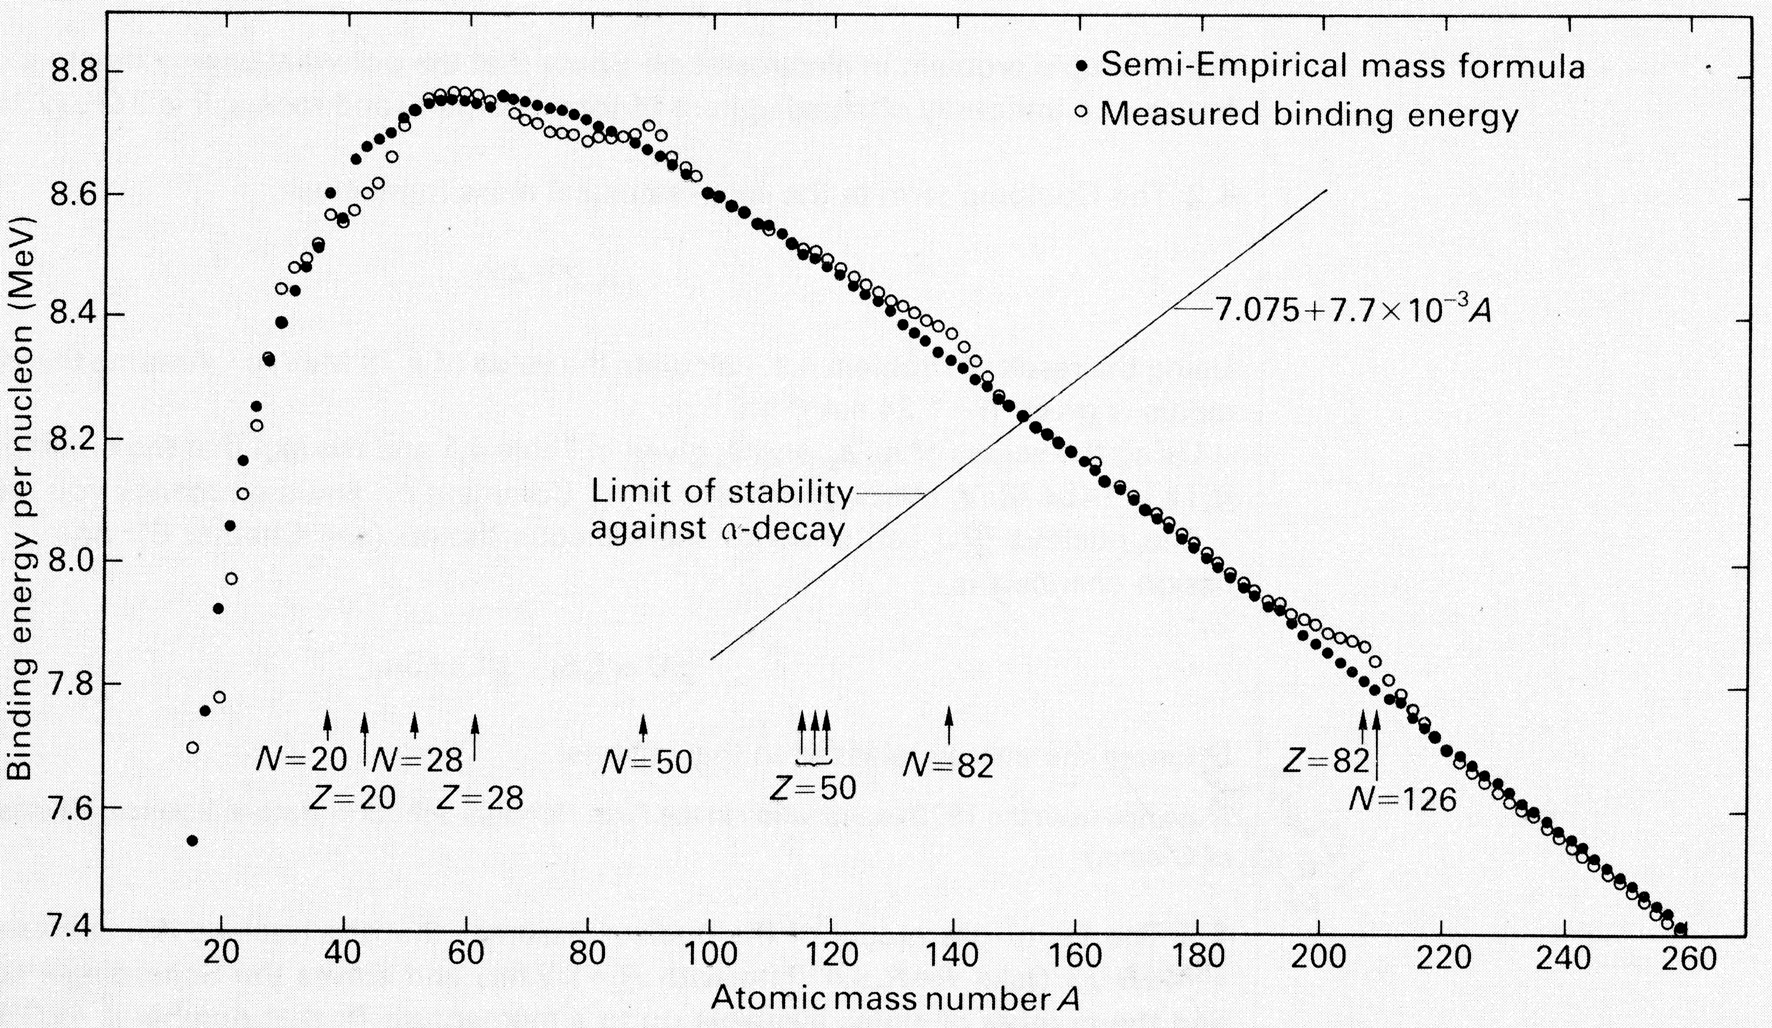 8.8
8.6
8.4
8.2
8.0
7.8
7.6
7.4
Binding energy per nucleon (MeV)
● Semi-Empirical mass formula
○ Measured binding energy
7.075+7.7×10⁻³A
Limit of stability
against α-decay
N=20
Z=20
N=28
Z=28
N=50
Z=50
N=82
Z=82
N=126
20 40 60 80 100 120 140 160 180 200 220 240 260
Atomic mass number A